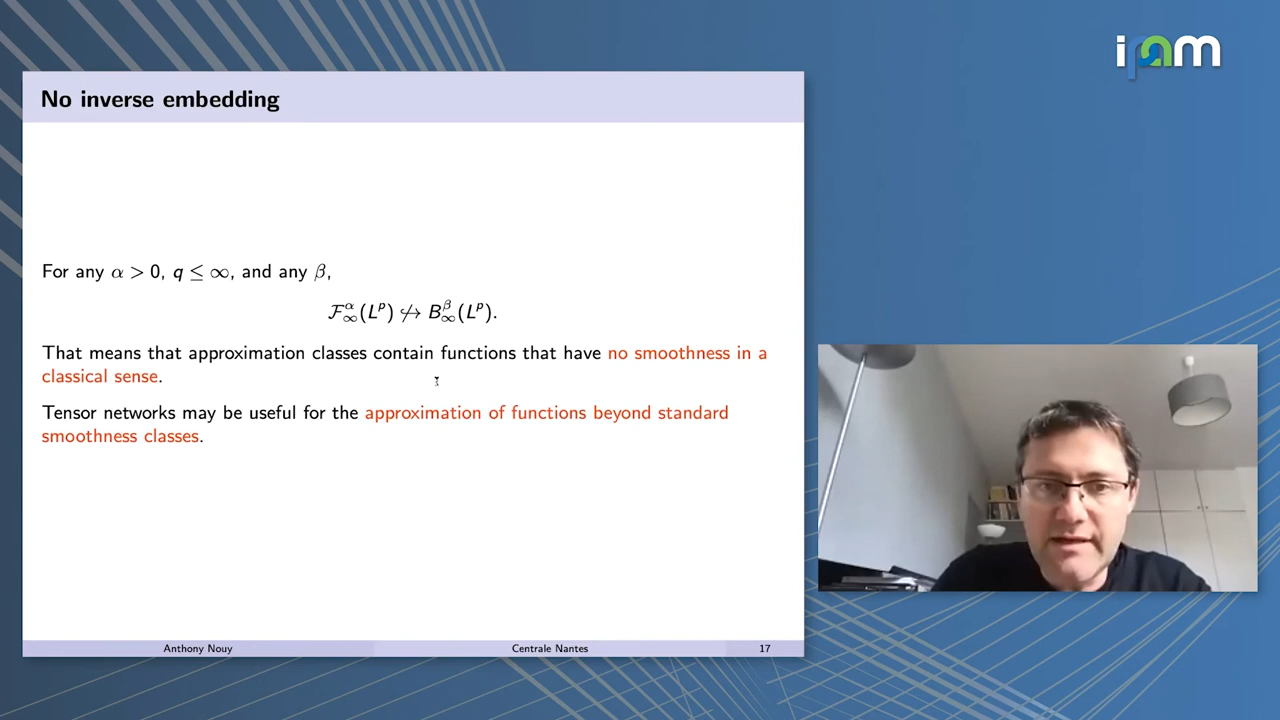 ipam
No inverse embedding
For any α > 0, q ≤ ∞, and any β,
ℱ^α_∞(L^p) ↪̸ B^β_∞(L^p).
That means that approximation classes contain functions that have no smoothness in a
classical sense.
Tensor networks may be useful for the approximation of functions beyond standard
smoothness classes.
Anthony Nouy Centrale Nantes 17